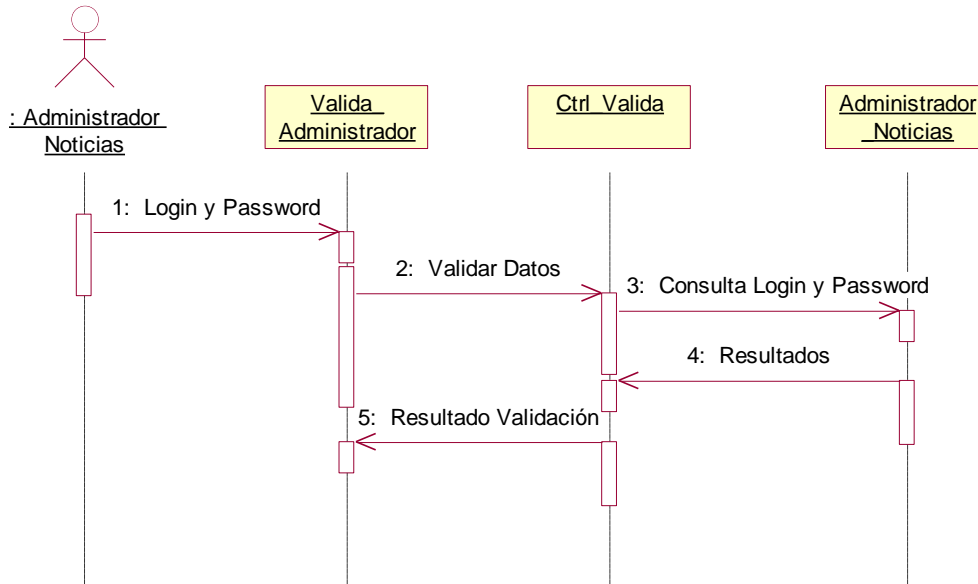 : Administrador
Noticias
Valida_
Administrador
Ctrl_Valida
Administrador
_Noticias
1: Login y Password
2: Validar Datos
3: Consulta Login y Password
4: Resultados
5: Resultado Validación